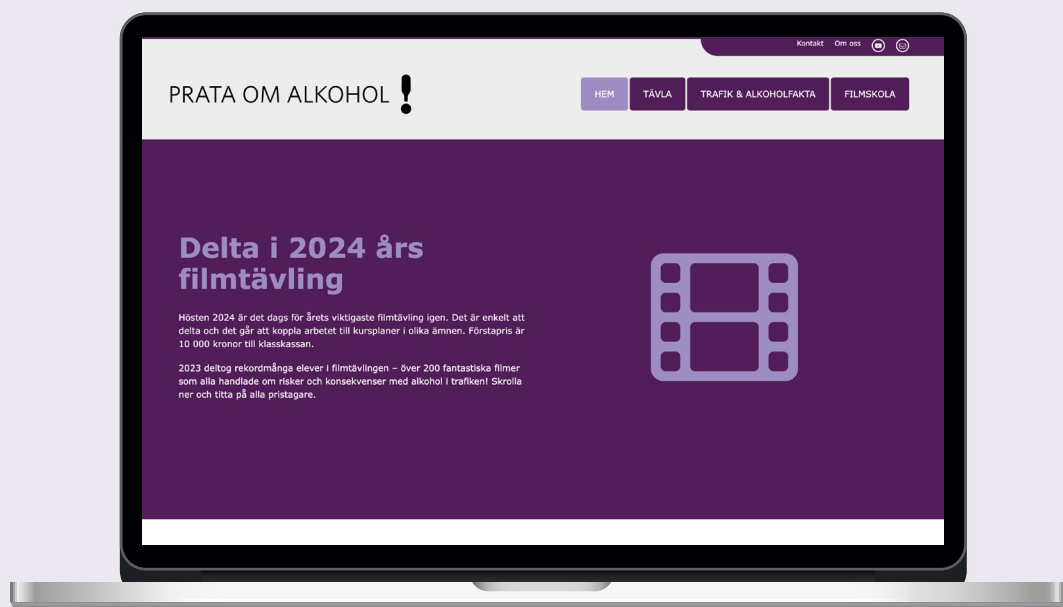 Kontakt Om oss
PRATA OM ALKOHOL!
HEM TÄVLA TRAFIK & ALKOHOLFAKTA FILMSKOLA
Delta i 2024 års
filmtävling
Hösten 2024 är det dags för årets viktigaste filmtävling igen. Det är enkelt att
delta och det går att koppla arbetet till kursplaner i olika ämnen. Förstapris är
10 000 kronor till klasskassan.
2023 deltog rekordmånga elever i filmtävlingen – över 200 fantastiska filmer
som alla handlade om risker och konsekvenser med alkohol i trafiken! Skrolla
ner och titta på alla pristagare.